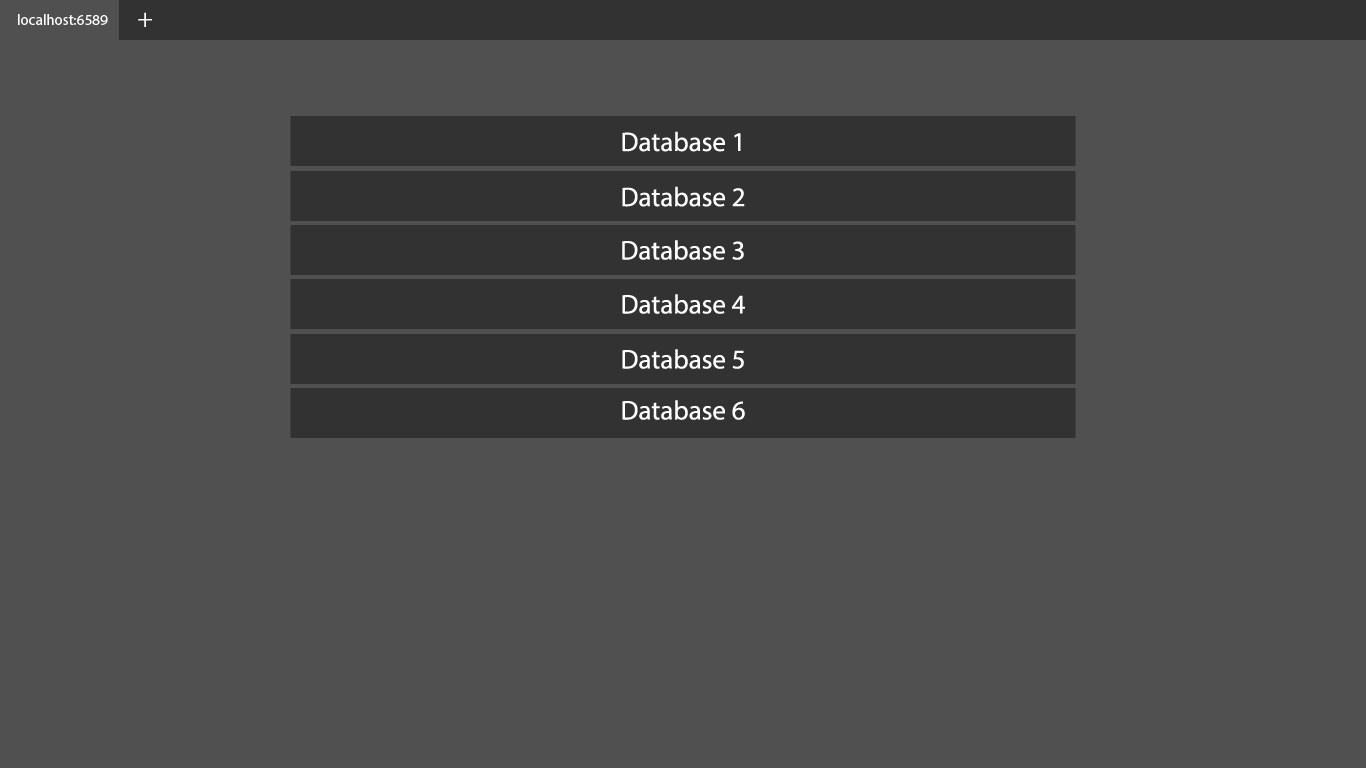 localhost:6589 +
Database 1
Database 2
Database 3
Database 4
Database 5
Database 6